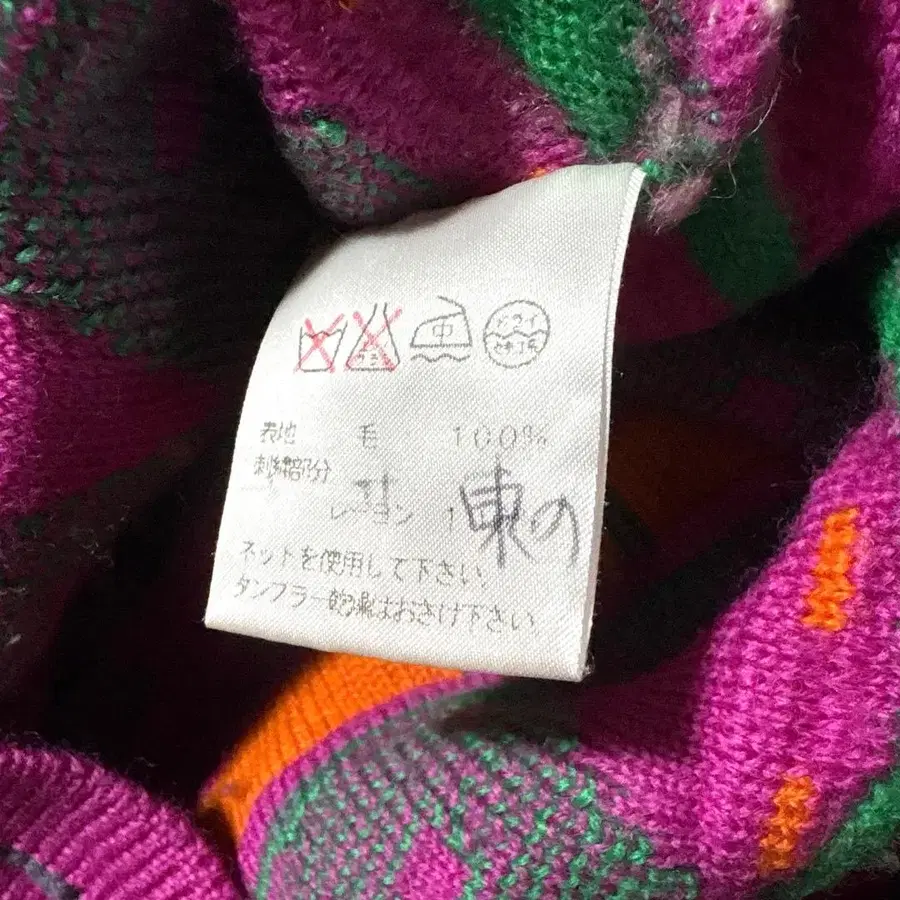 中 ドライ
表地 毛 100%
刺繍部分
レーヨン 1
東の
ネットを使用して下さい
タンブラー乾燥はおさけ下さい